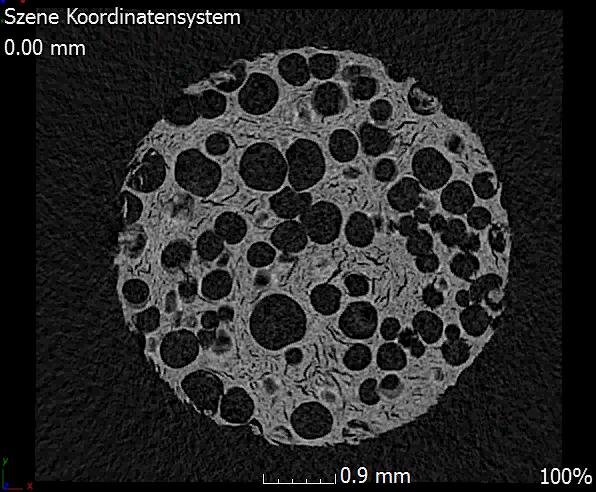 Szene Koordinatensystem
0.00 mm
y
x
0.9 mm
100%